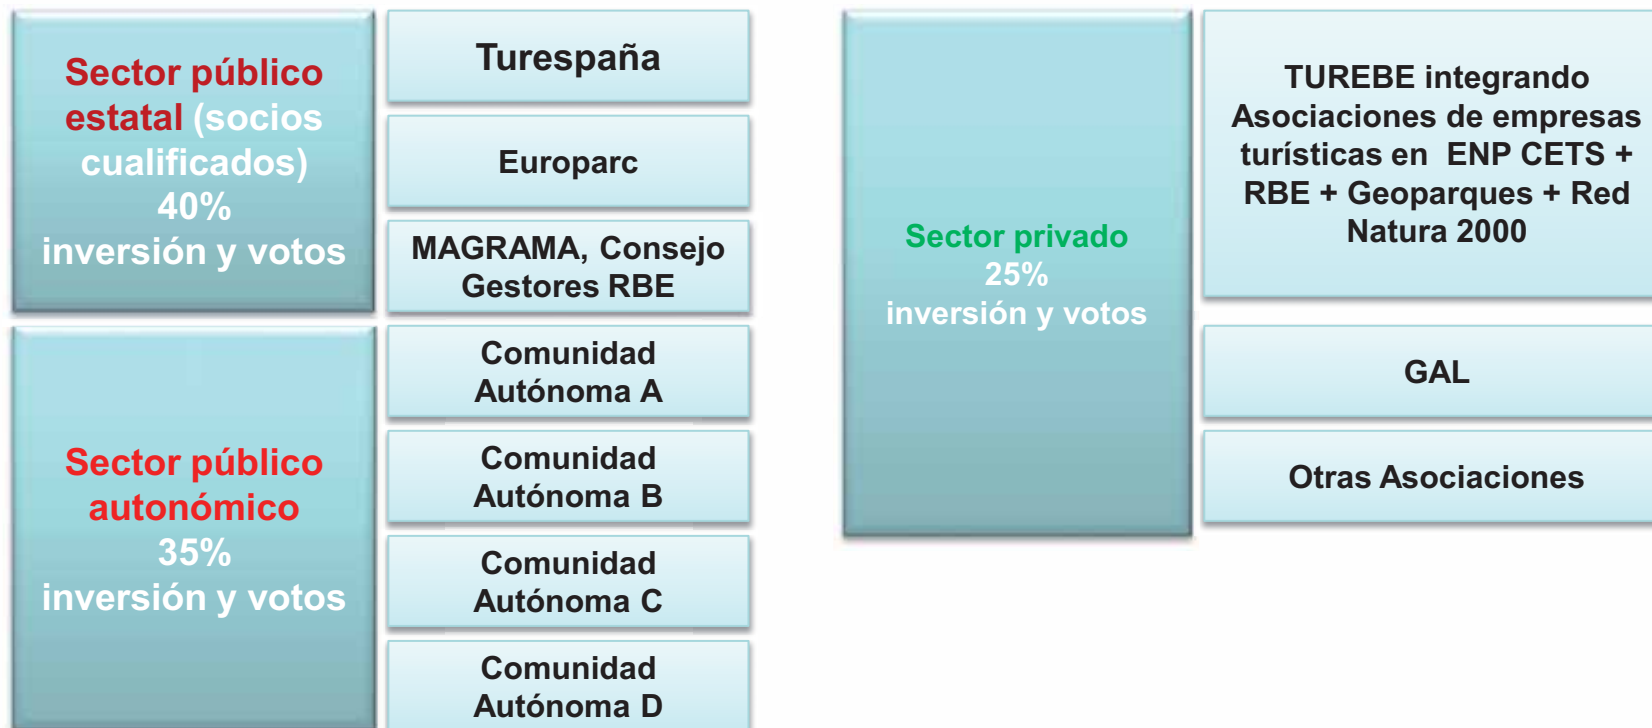 Sector público
estatal (socios
cualificados)
40%
inversión y votos
Turespaña
Europarc
MAGRAMA, Consejo
Gestores RBE
Sector público
autonómico
35%
inversión y votos
Comunidad
Autónoma A
Comunidad
Autónoma B
Comunidad
Autónoma C
Comunidad
Autónoma D
Sector privado
25%
inversión y votos
TUREBE integrando
Asociaciones de empresas
turísticas en ENP CETS +
RBE + Geoparques + Red
Natura 2000
GAL
Otras Asociaciones